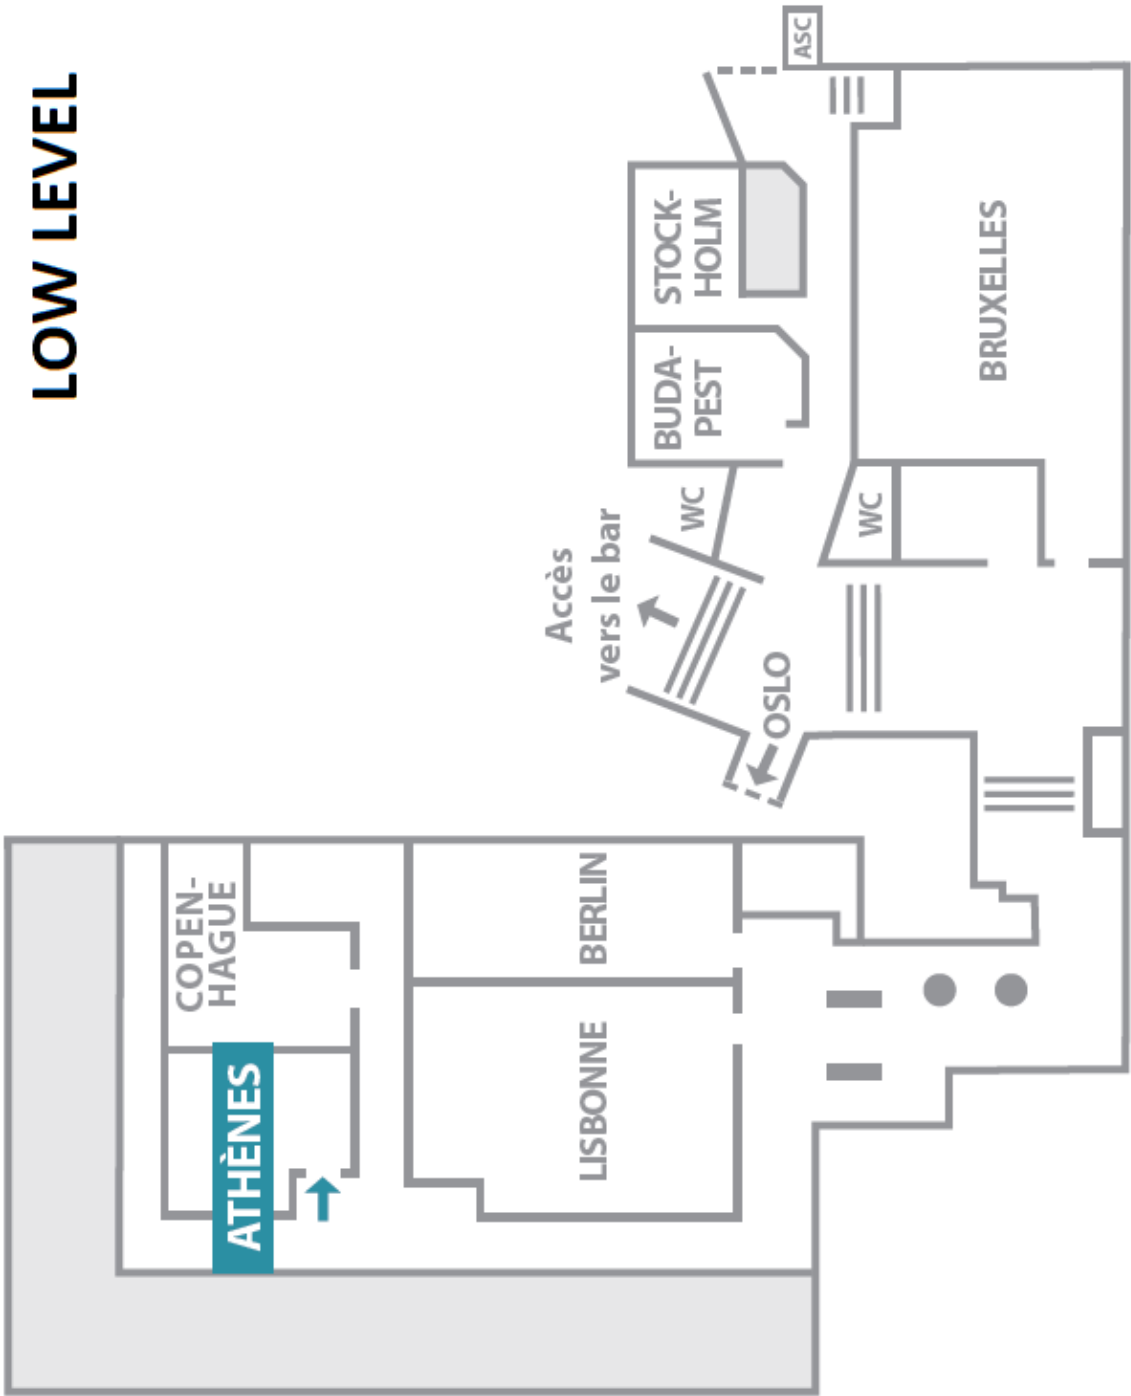 LOW LEVEL
ASC
STOCK-
HOLM
BUDA-
PEST
BRUXELLES
WC
WC
Accès
vers le bar
OSLO
COPEN-
HAGUE
BERLIN
ATHÈNES
LISBONNE